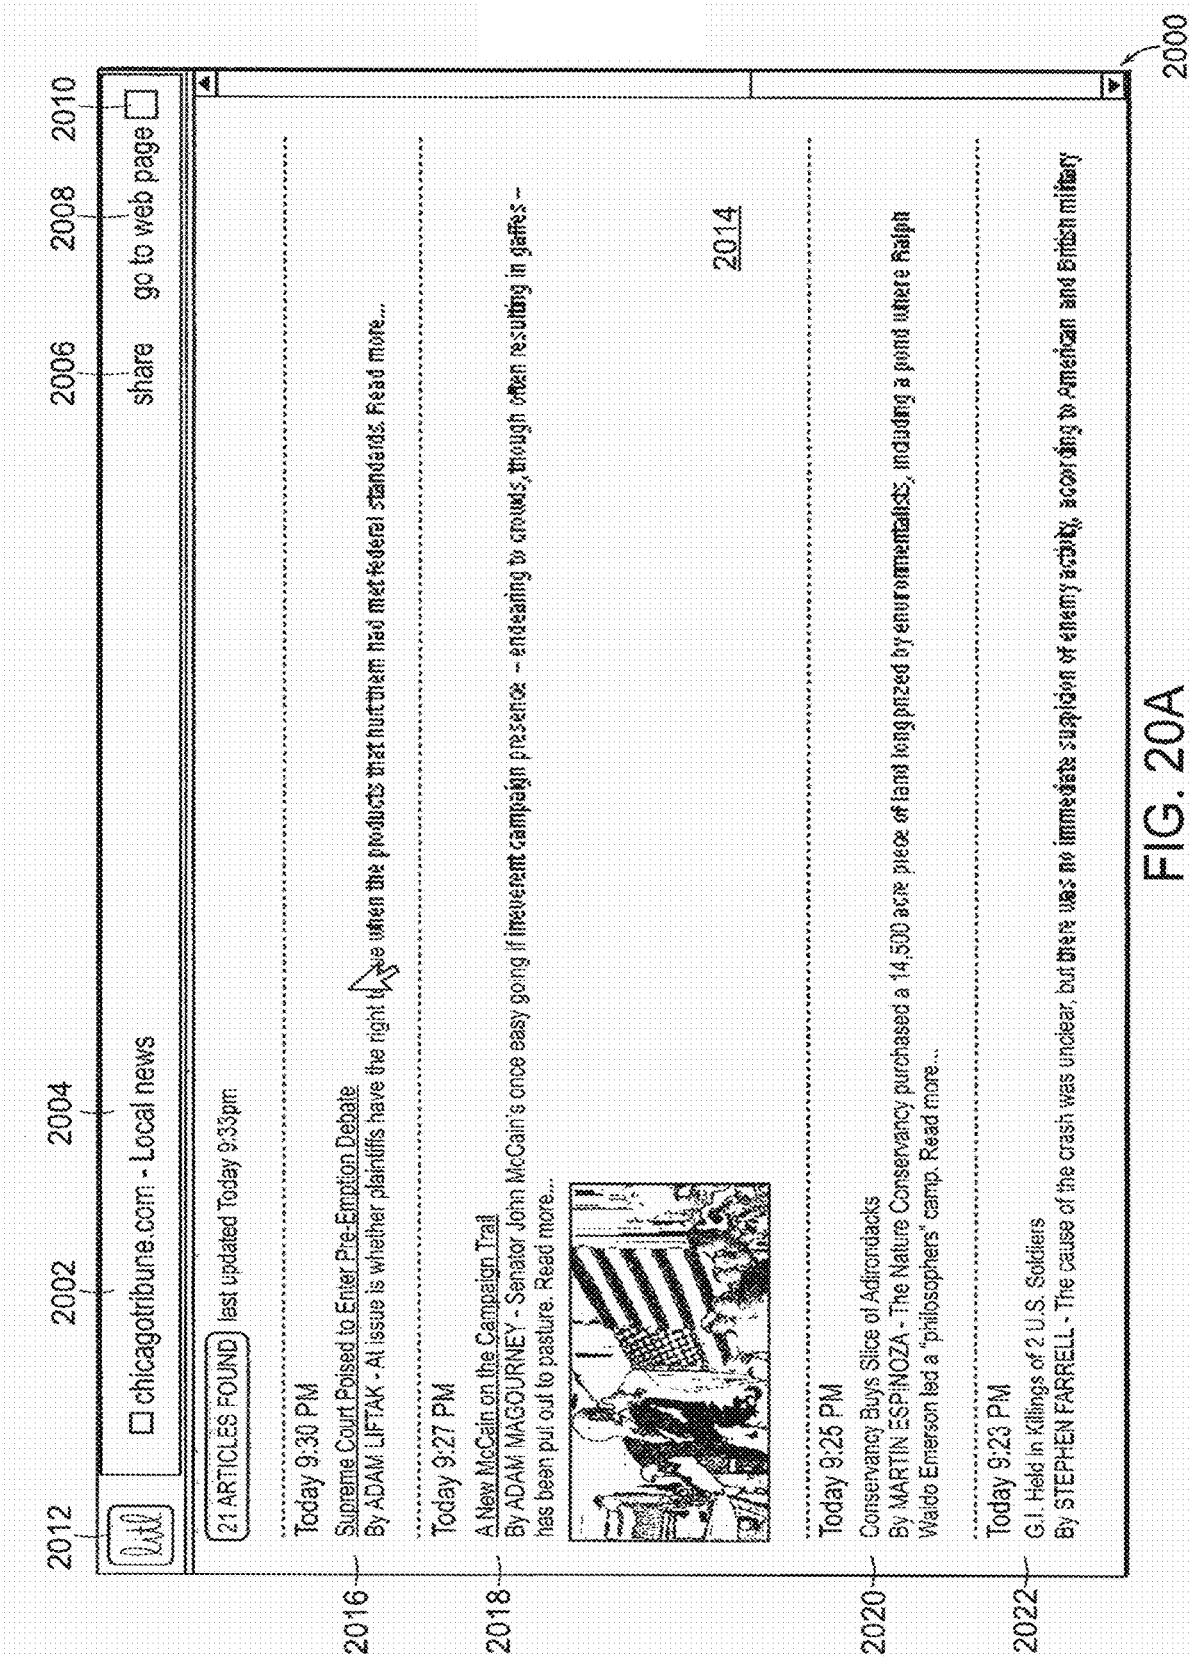 2012 2002 2004 2006 2008 2010
litl
chicagotribune.com - Local news share go to web page
21 ARTICLES FOUND last updated Today 9:33pm
Today 9:30 PM
2016 Supreme Court Poised to Enter Pre-Emption Debate
By ADAM LIFTAK - At issue is whether plaintiffs have the right to sue when the products that hurt them had met federal standards. Read more...
Today 9:27 PM
2018 A New McCain on the Campaign Trail
By ADAM MAGOURNEY - Senator John McCain's once easy going if irreverent campaign presence – endearing to crowds, though often resulting in gaffes –
has been put out to pasture. Read more...
2014
Today 9:25 PM
2020 Conservancy Buys Slice of Adirondacks
By MARTIN ESPINOZA - The Nature Conservancy purchased a 14,500 acre piece of land long prized by environmentalists, including a pond where Ralph
Waldo Emerson led a "philosophers" camp. Read more...
Today 9:23 PM
2022 G.I. Held in Killings of 2 U.S. Soldiers
By STEPHEN FARRELL - The cause of the crash was unclear, but there was no immediate suspicion of enemy activity, according to American and British military
2000
FIG. 20A